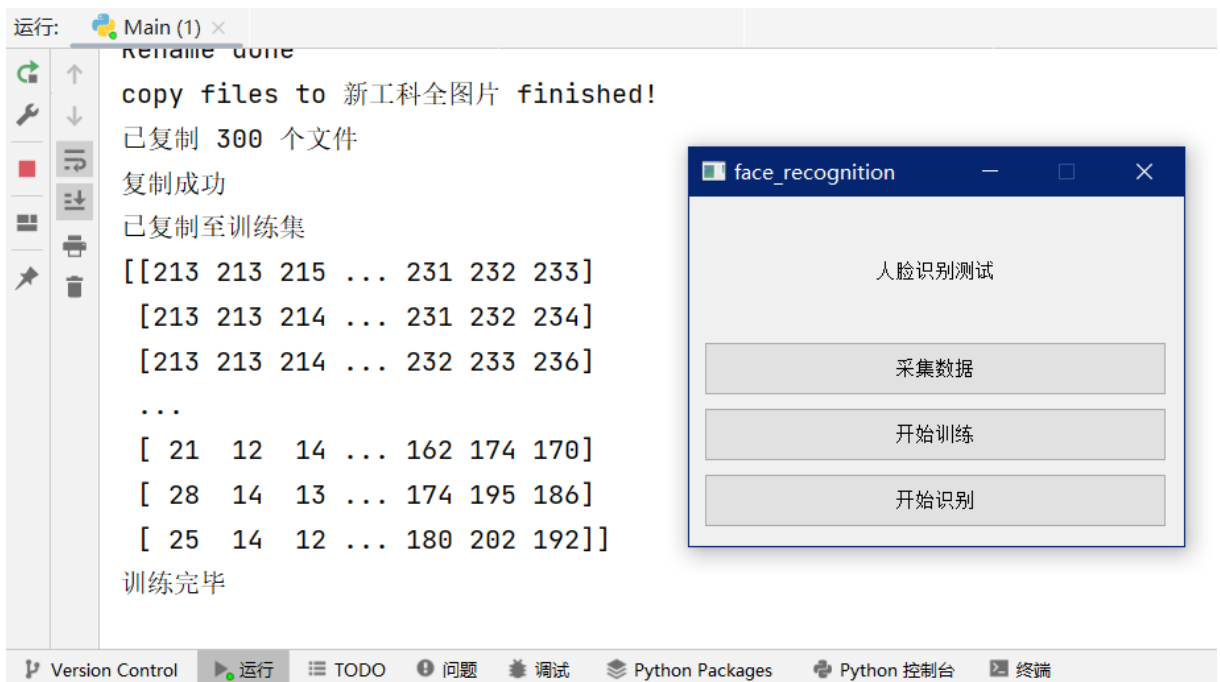 运行: Main (1)
Rename done
copy files to 新工科全图片 finished!
已复制 300 个文件
复制成功
已复制至训练集
[[213 213 215 ... 231 232 233]
[213 213 214 ... 231 232 234]
[213 213 214 ... 232 233 236]
...
[ 21 12 14 ... 162 174 170]
[ 28 14 13 ... 174 195 186]
[ 25 14 12 ... 180 202 192]]
训练完毕
face_recognition
人脸识别测试
采集数据
开始训练
开始识别
Version Control 运行 TODO 问题 调试 Python Packages Python 控制台 终端